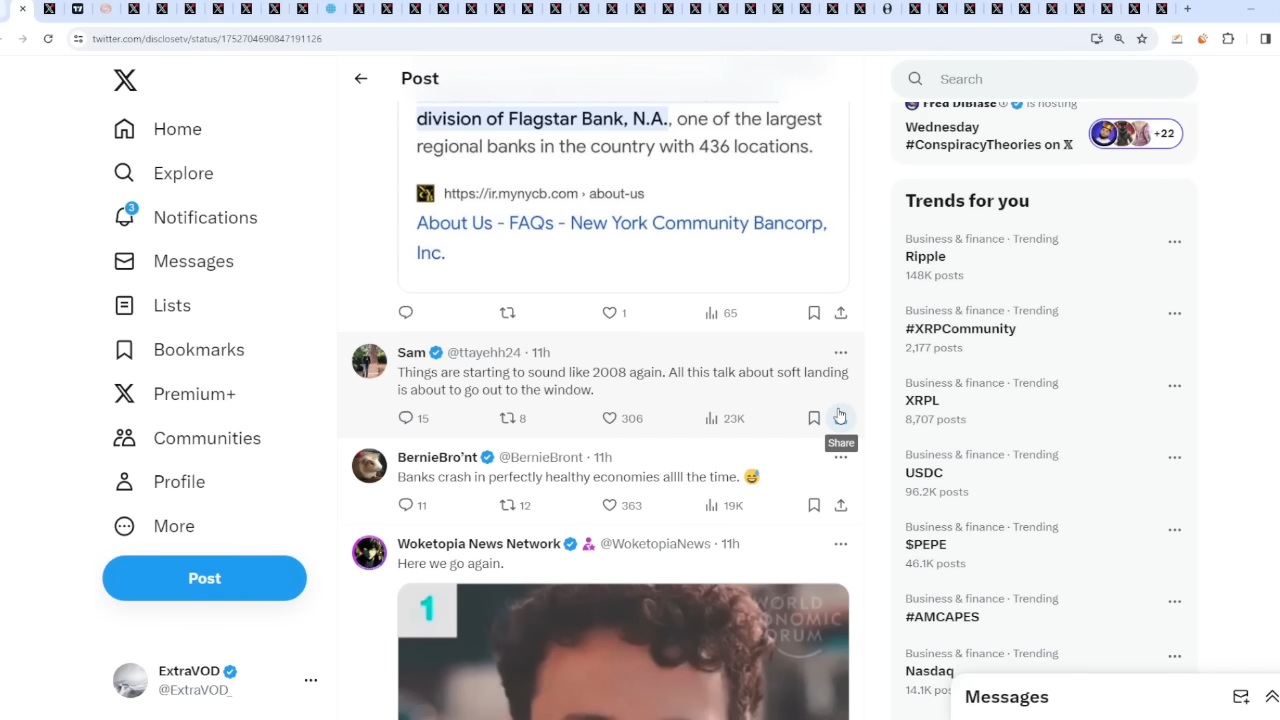 twitter.com/disclosetv/status/1752704690847191126
Home
Explore
3
Notifications
Messages
Lists
Bookmarks
Premium+
Communities
Profile
More
Post
ExtraVOD
@ExtraVOD_
Post
division of Flagstar Bank, N.A., one of the largest
regional banks in the country with 436 locations.
https://ir.mynycb.com › about-us
About Us - FAQs - New York Community Bancorp,
Inc.
1 65
Sam @ttayehh24 · 11h
Things are starting to sound like 2008 again. All this talk about soft landing
is about to go out to the window.
15 8 306 23K
Share
BernieBro’nt @BernieBront · 11h
Banks crash in perfectly healthy economies allll the time. 😅
11 12 363 19K
Woketopia News Network @WoketopiaNews · 11h
Here we go again.
1
WORLD
ECONOMIC
FORUM
Search
Fred DiBiase is hosting
Wednesday
#ConspiracyTheories on 𝕏
+22
Trends for you
Business & finance · Trending
Ripple
148K posts
Business & finance · Trending
#XRPCommunity
2,177 posts
Business & finance · Trending
XRPL
8,707 posts
Business & finance · Trending
USDC
96.2K posts
Business & finance · Trending
$PEPE
46.1K posts
Business & finance · Trending
#AMCAPES
Business & finance · Trending
Nasdaq
14.1K
Messages